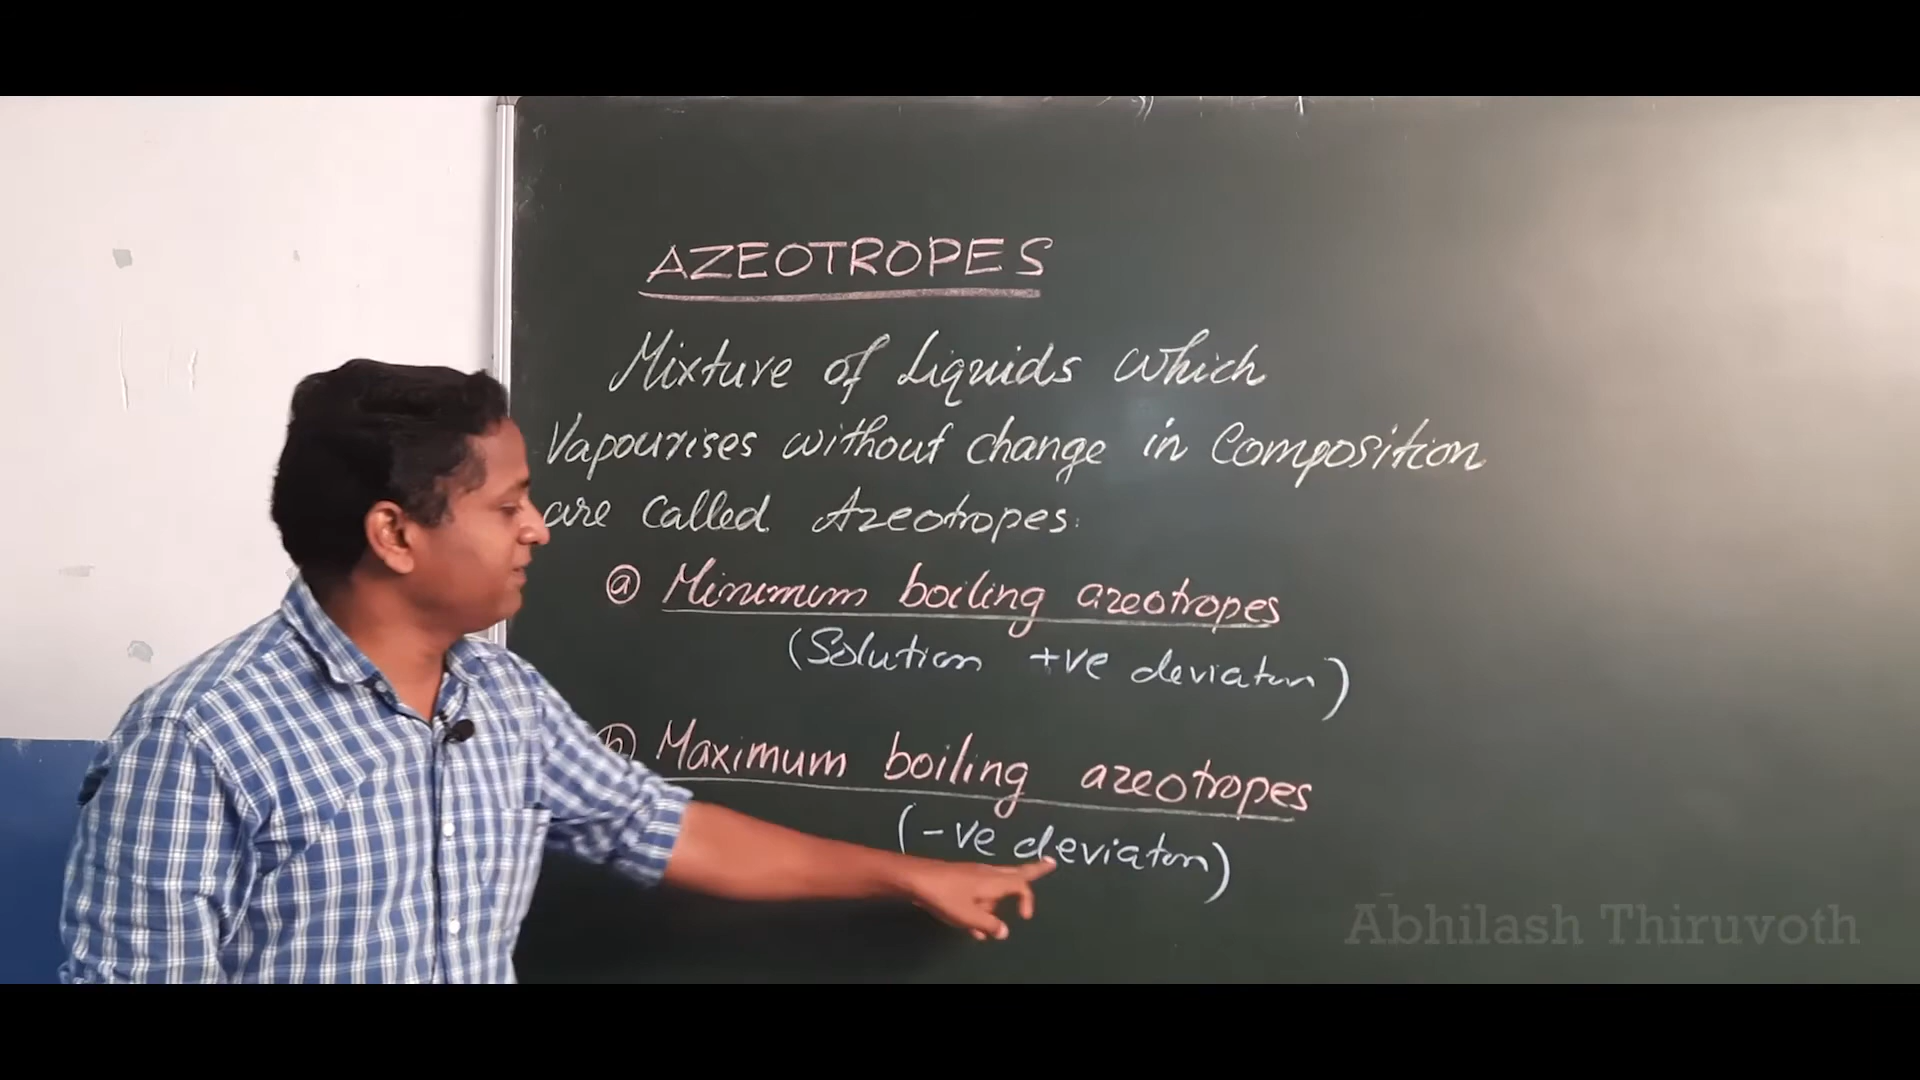 AZEOTROPES
Mixture of Liquids which
Vapourises without change in Composition
are called Azeotropes.
ⓐ Minimum boiling azeotropes
(Solution +ve deviaton)
ⓑ Maximum boiling azeotropes
(-ve deviaton)
Abhilash Thiruvoth